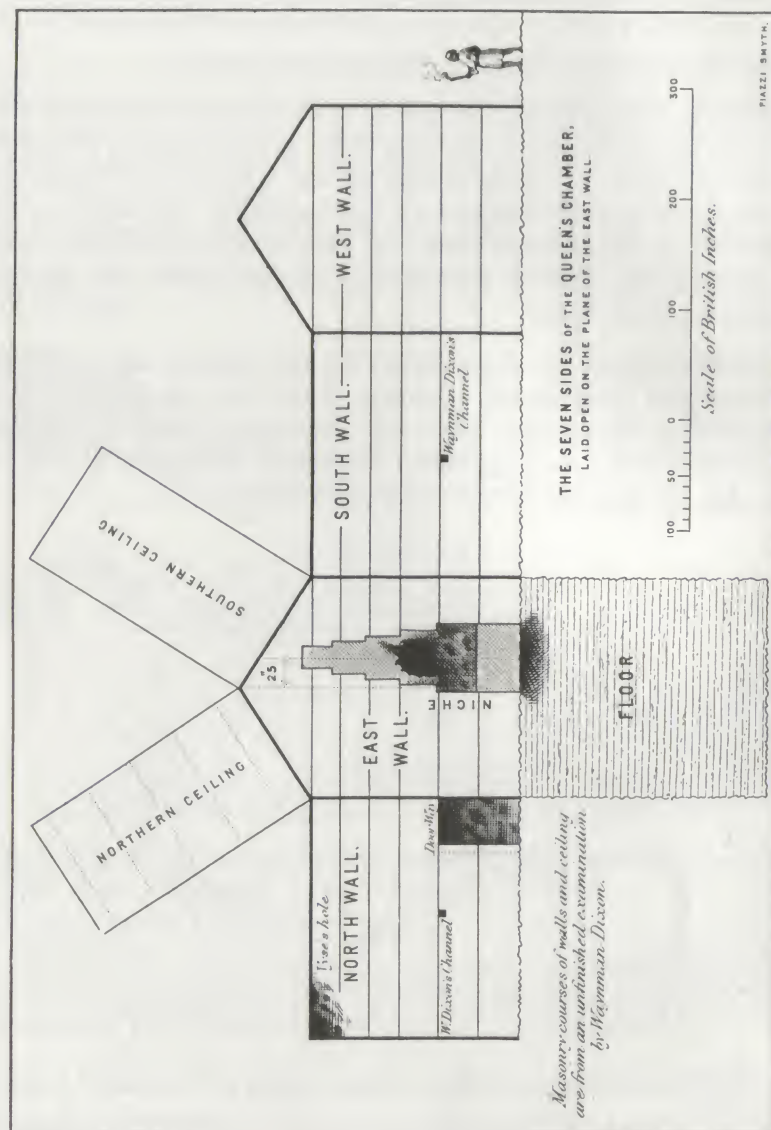 NORTHERN CEILING
SOUTHERN CEILING
25"
Vyse's hole
NORTH WALL.
EAST
WALL.
SOUTH WALL.
WEST WALL.
NICHE
Door Way
W. Dixon's Channel
Waynman Dixon's
Channel
FLOOR
Masonry courses of walls and ceiling
are from an unfinished examination
by Waynman Dixon.
THE SEVEN SIDES OF THE QUEEN'S CHAMBER,
LAID OPEN ON THE PLANE OF THE EAST WALL.
100 50 0 100 200 300
Scale of British Inches.
PIAZZI SMYTH.